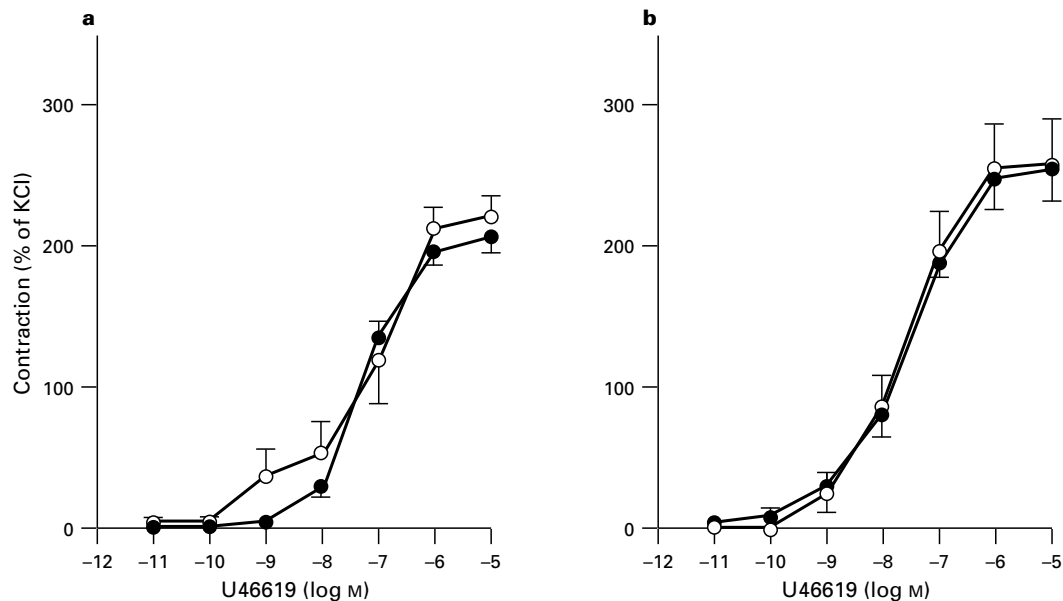 a
300
200
100
0
Contraction (% of KCl)
–12 –11 –10 –9 –8 –7 –6 –5
U46619 (log M)
b
300
200
100
0
–12 –11 –10 –9 –8 –7 –6 –5
U46619 (log M)